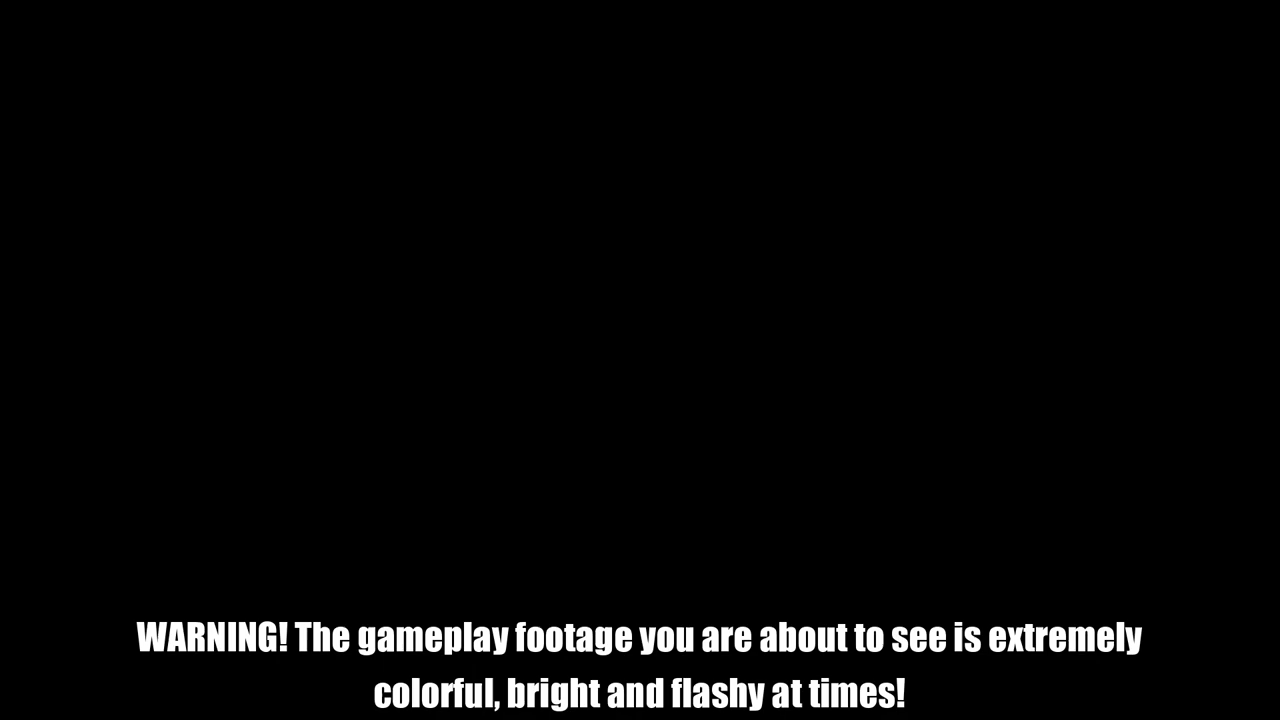 WARNING! The gameplay footage you are about to see is extremely
colorful, bright and flashy at times!